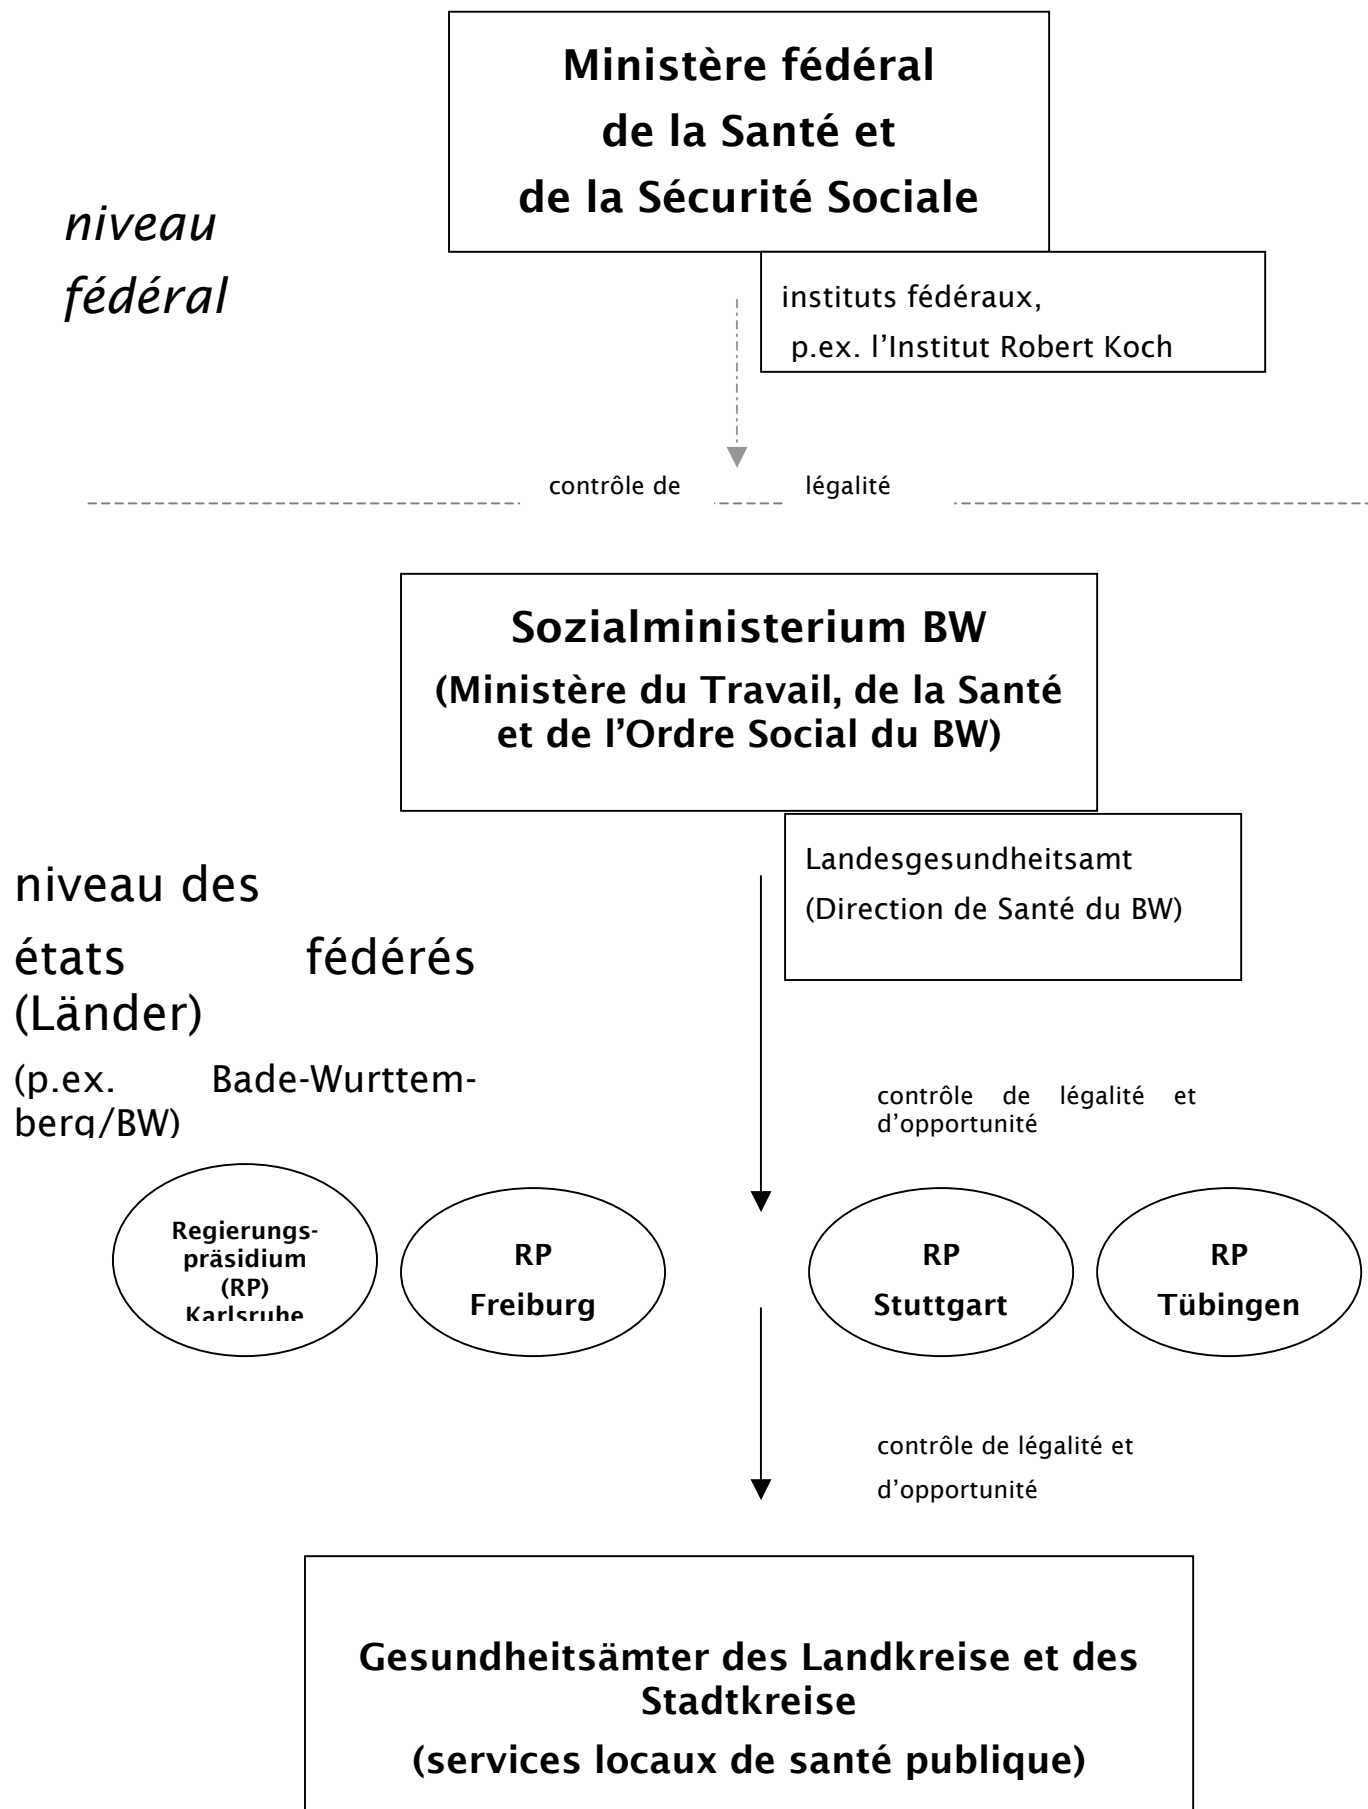 Ministère fédéral
de la Santé et
de la Sécurité Sociale
niveau
fédéral
instituts fédéraux,
p.ex. l’Institut Robert Koch
contrôle de légalité
Sozialministerium BW
(Ministère du Travail, de la Santé
et de l’Ordre Social du BW)
Landesgesundheitsamt
(Direction de Santé du BW)
niveau des
états fédérés
(Länder)
(p.ex. Bade-Wurttem-
berg/BW)
contrôle de légalité et
d’opportunité
Regierungs-
präsidium
(RP)
Karlsruhe
RP
Freiburg
RP
Stuttgart
RP
Tübingen
contrôle de légalité et
d’opportunité
Gesundheitsämter des Landkreise et des
Stadtkreise
(services locaux de santé publique)